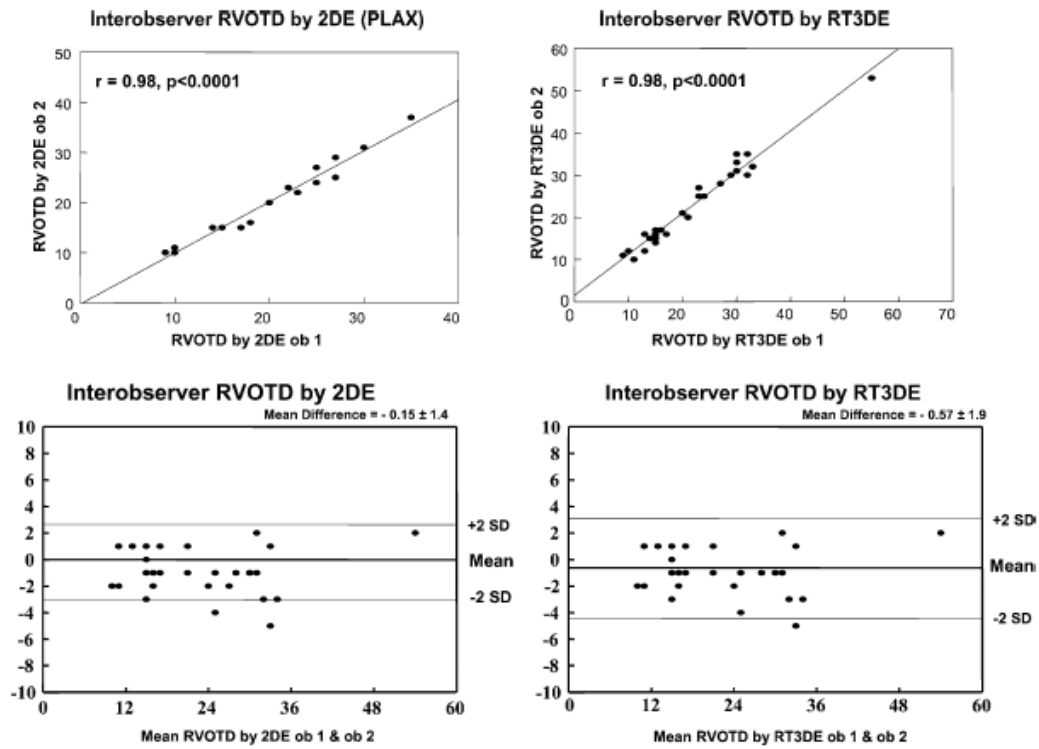 Interobserver RVOTD by 2DE (PLAX)
r = 0.98, p<0.0001
RVOTD by 2DE ob 2
50
40
30
20
10
0
0 10 20 30 40
RVOTD by 2DE ob 1
Interobserver RVOTD by RT3DE
r = 0.98, p<0.0001
RVOTD by RT3DE ob 2
60
50
40
30
20
10
0
0 10 20 30 40 50 60 70
RVOTD by RT3DE ob 1
Interobserver RVOTD by 2DE
Mean Difference = - 0.15 ± 1.4
10
8
6
4
2
0
-2
-4
-6
-8
-10
+2 SD
Mean
-2 SD
0 12 24 36 48 60
Mean RVOTD by 2DE ob 1 & ob 2
Interobserver RVOTD by RT3DE
Mean Difference = - 0.57 ± 1.9
10
8
6
4
2
0
-2
-4
-6
-8
-10
+2 SD
Mean
-2 SD
0 12 24 36 48 60
Mean RVOTD by RT3DE ob 1 & ob 2